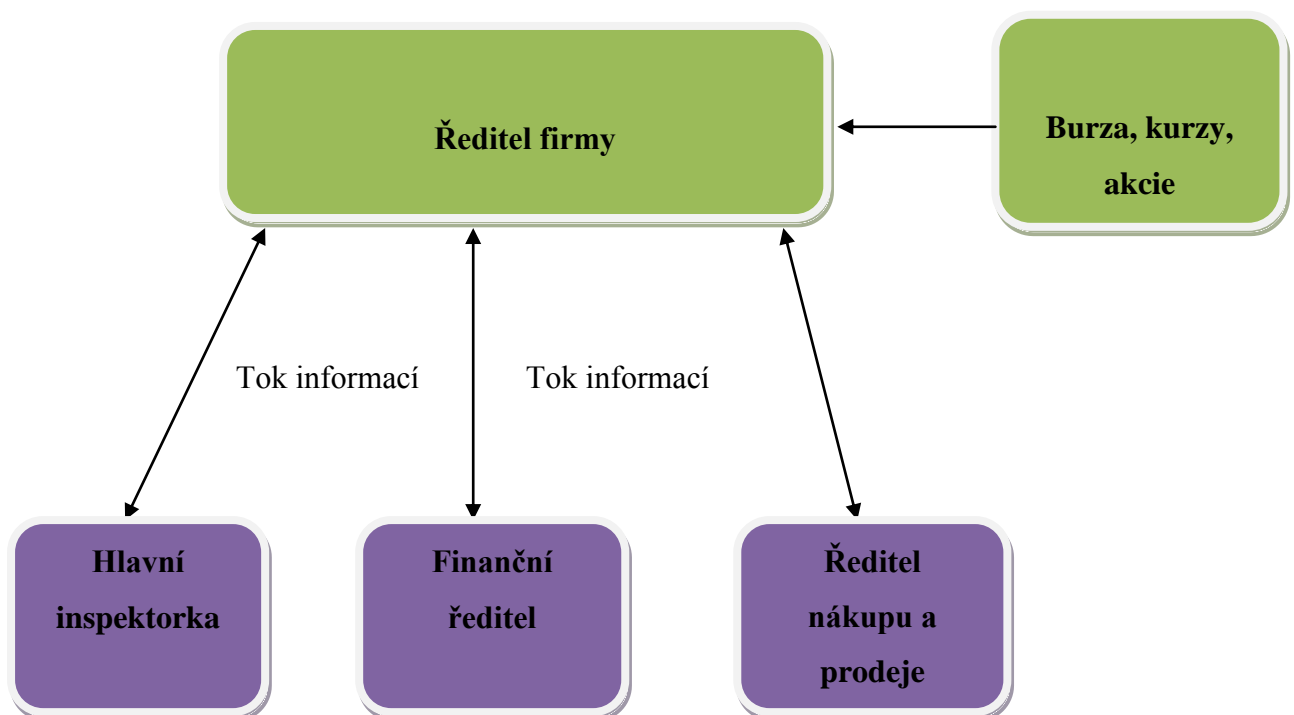 Ředitel firmy
Burza, kurzy,
akcie
Tok informací
Tok informací
Hlavní
inspektorka
Finanční
ředitel
Ředitel
nákupu a
prodeje